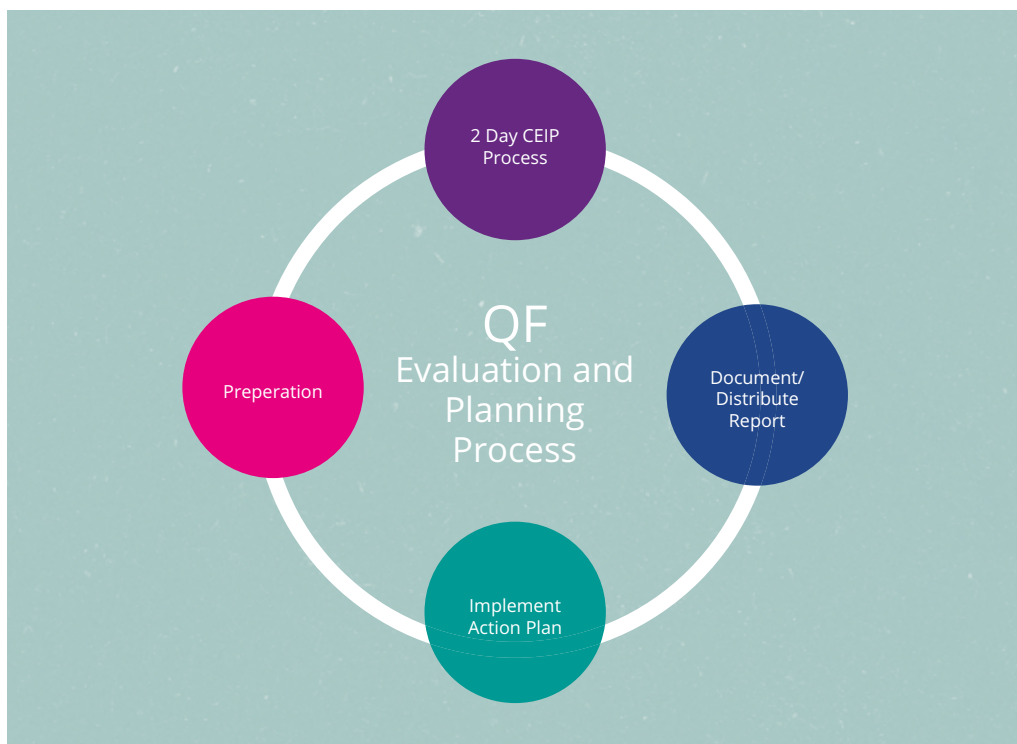 2 Day CEIP
Process
QF
Evaluation and
Planning
Process
Preperation
Document/
Distribute
Report
Implement
Action Plan